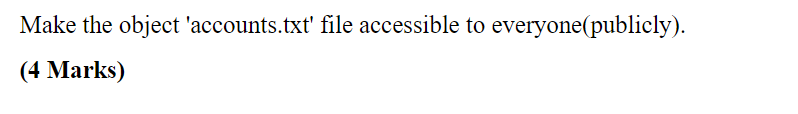 Make the object 'accounts.txt' file accessible to everyone(publicly).
(4 Marks)